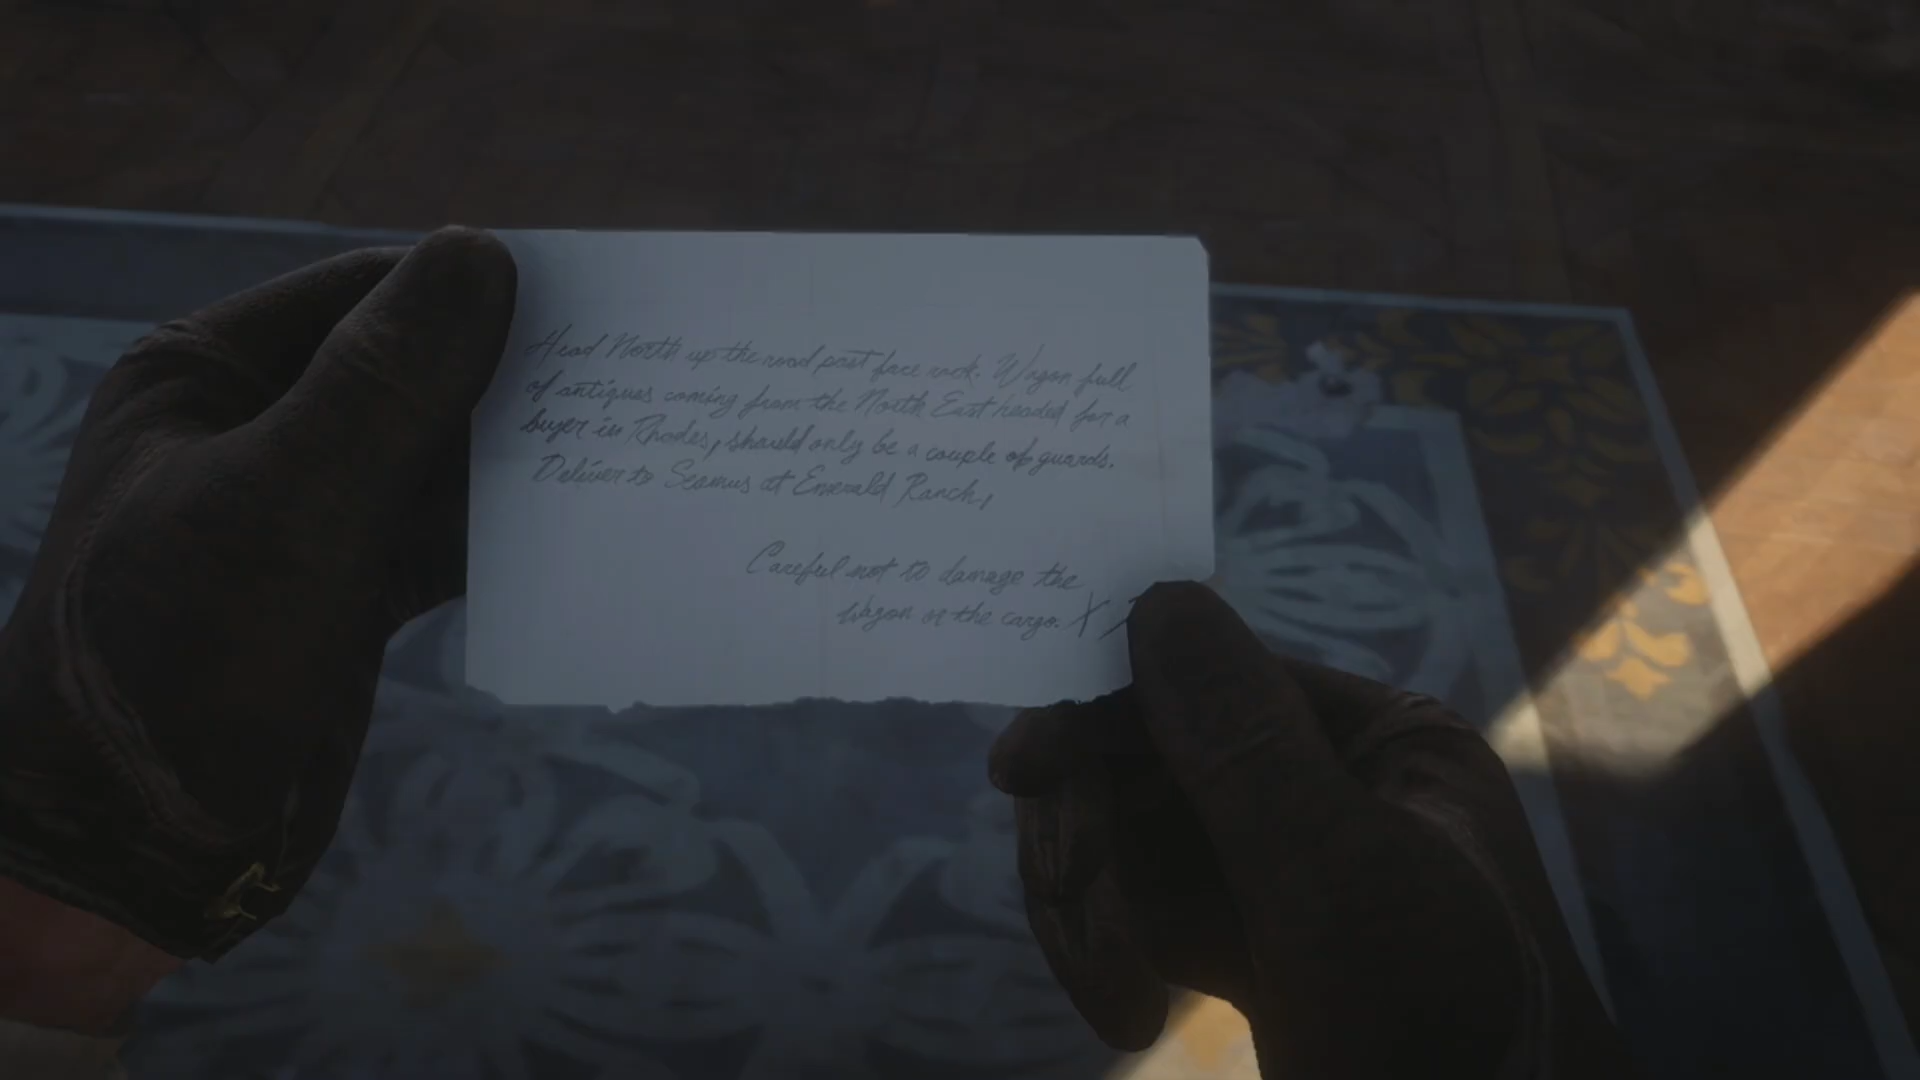 Head North up the road past face rock. Wagon full
of antiques coming from the North East headed for a
buyer in Rhodes, should only be a couple of guards.
Deliver to Seamus at Emerald Ranch,
Careful not to damage the
Wagon or the cargo. X